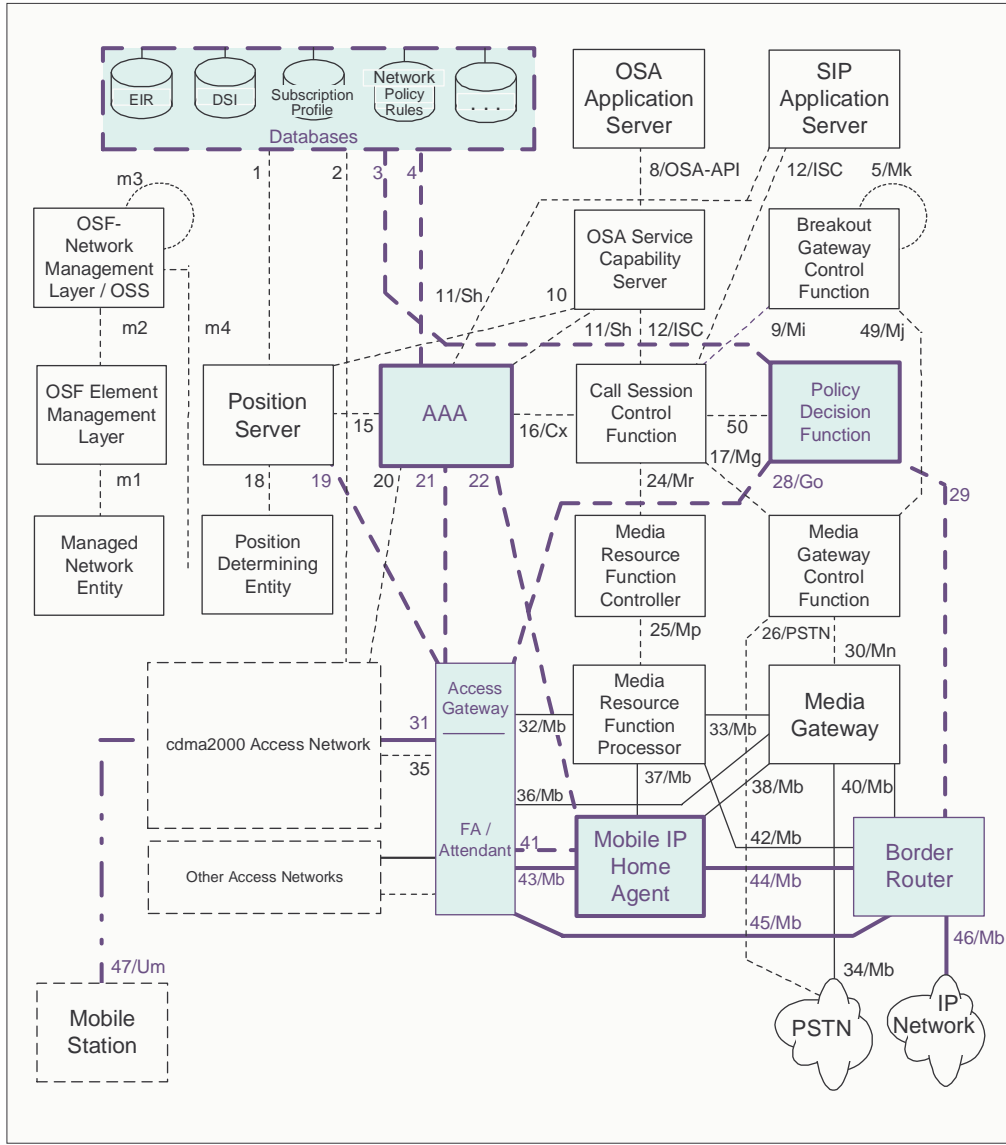 EIR
DSI
Subscription
Profile
Network
Policy
Rules
. . .
Databases
OSA
Application
Server
SIP
Application
Server
1
2
3
4
8/OSA-API
12/ISC
5/Mk
m3
OSF-
Network
Management
Layer / OSS
OSA Service
Capability
Server
Breakout
Gateway
Control
Function
11/Sh
10
m2
m4
11/Sh
12/ISC
9/Mi
49/Mj
OSF Element
Management
Layer
Position
Server
15
AAA
16/Cx
Call Session
Control
Function
50
Policy
Decision
Function
17/Mg
m1
18
19
20
21
22
24/Mr
28/Go
29
Managed
Network
Entity
Position
Determining
Entity
Media
Resource
Function
Controller
Media
Gateway
Control
Function
25/Mp
26/PSTN
30/Mn
cdma2000 Access Network
31
35
Access
Gateway
32/Mb
Media
Resource
Function
Processor
33/Mb
Media
Gateway
36/Mb
37/Mb
38/Mb
40/Mb
FA /
Attendant
41
43/Mb
Mobile IP
Home
Agent
42/Mb
44/Mb
Border
Router
Other Access Networks
45/Mb
46/Mb
47/Um
34/Mb
Mobile
Station
PSTN
IP
Network